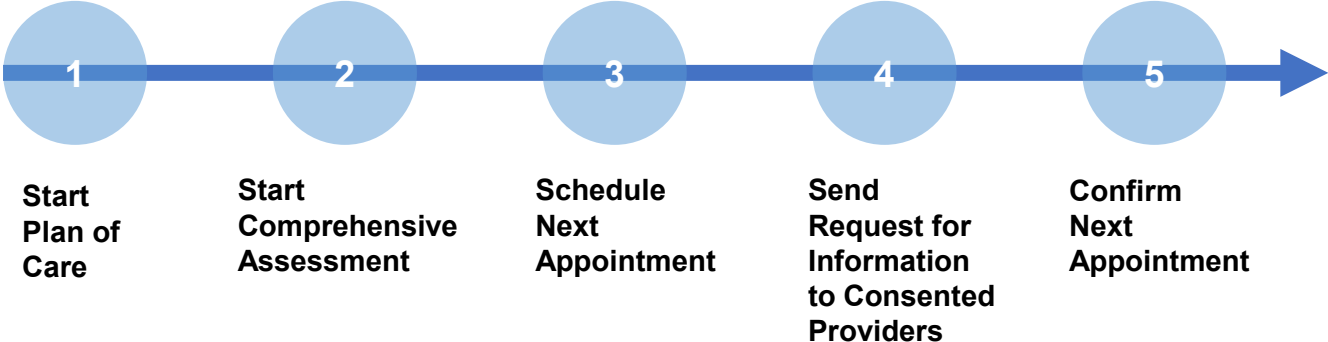 1
2
3
4
5
Start
Plan of
Care
Start
Comprehensive
Assessment
Schedule
Next
Appointment
Send
Request for
Information
to Consented
Providers
Confirm
Next
Appointment